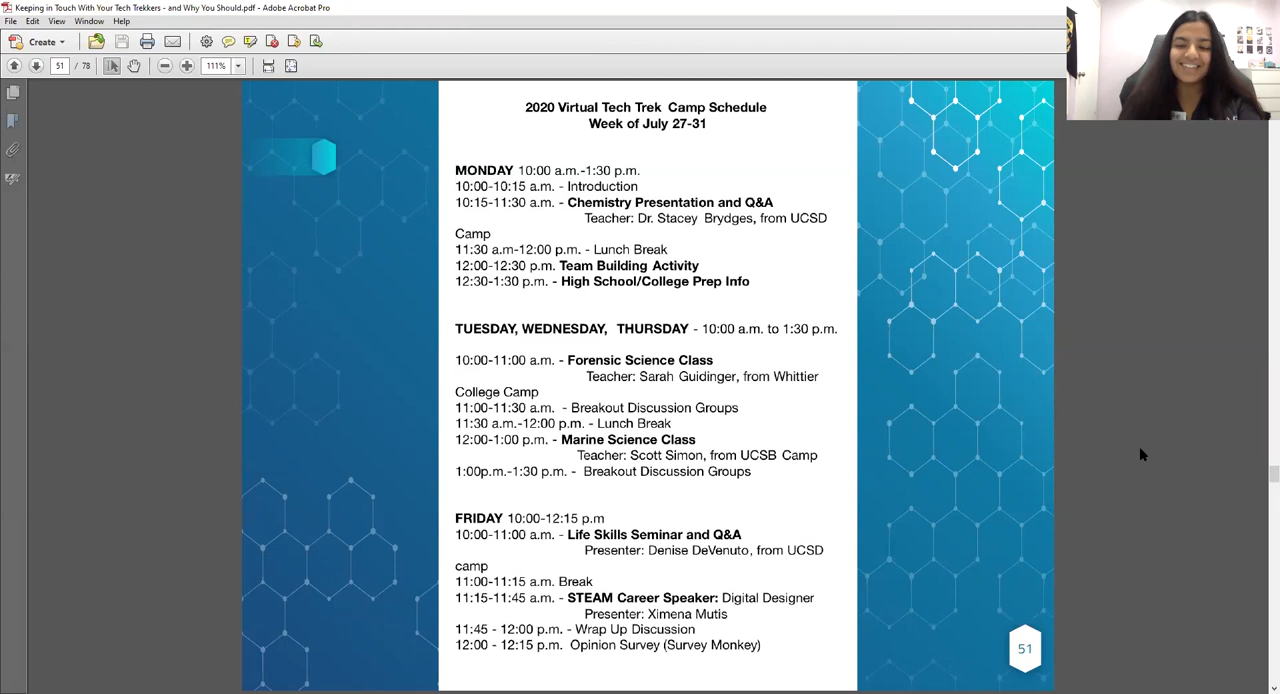 Keeping in Touch With Your Tech Trekkers - and Why You Should.pdf - Adobe Acrobat Pro
File Edit View Window Help
Create
51 / 78 111%
2020 Virtual Tech Trek Camp Schedule
Week of July 27-31
MONDAY 10:00 a.m.-1:30 p.m.
10:00-10:15 a.m. - Introduction
10:15-11:30 a.m. - Chemistry Presentation and Q&A
Teacher: Dr. Stacey Brydges, from UCSD
Camp
11:30 a.m-12:00 p.m. - Lunch Break
12:00-12:30 p.m. Team Building Activity
12:30-1:30 p.m. - High School/College Prep Info
TUESDAY, WEDNESDAY, THURSDAY - 10:00 a.m. to 1:30 p.m.
10:00-11:00 a.m. - Forensic Science Class
Teacher: Sarah Guidinger, from Whittier
College Camp
11:00-11:30 a.m. - Breakout Discussion Groups
11:30 a.m.-12:00 p.m. - Lunch Break
12:00-1:00 p.m. - Marine Science Class
Teacher: Scott Simon, from UCSB Camp
1:00p.m.-1:30 p.m. - Breakout Discussion Groups
FRIDAY 10:00-12:15 p.m
10:00-11:00 a.m. - Life Skills Seminar and Q&A
Presenter: Denise DeVenuto, from UCSD
camp
11:00-11:15 a.m. Break
11:15-11:45 a.m. - STEAM Career Speaker: Digital Designer
Presenter: Ximena Mutis
11:45 - 12:00 p.m. - Wrap Up Discussion
12:00 - 12:15 p.m. Opinion Survey (Survey Monkey)
51